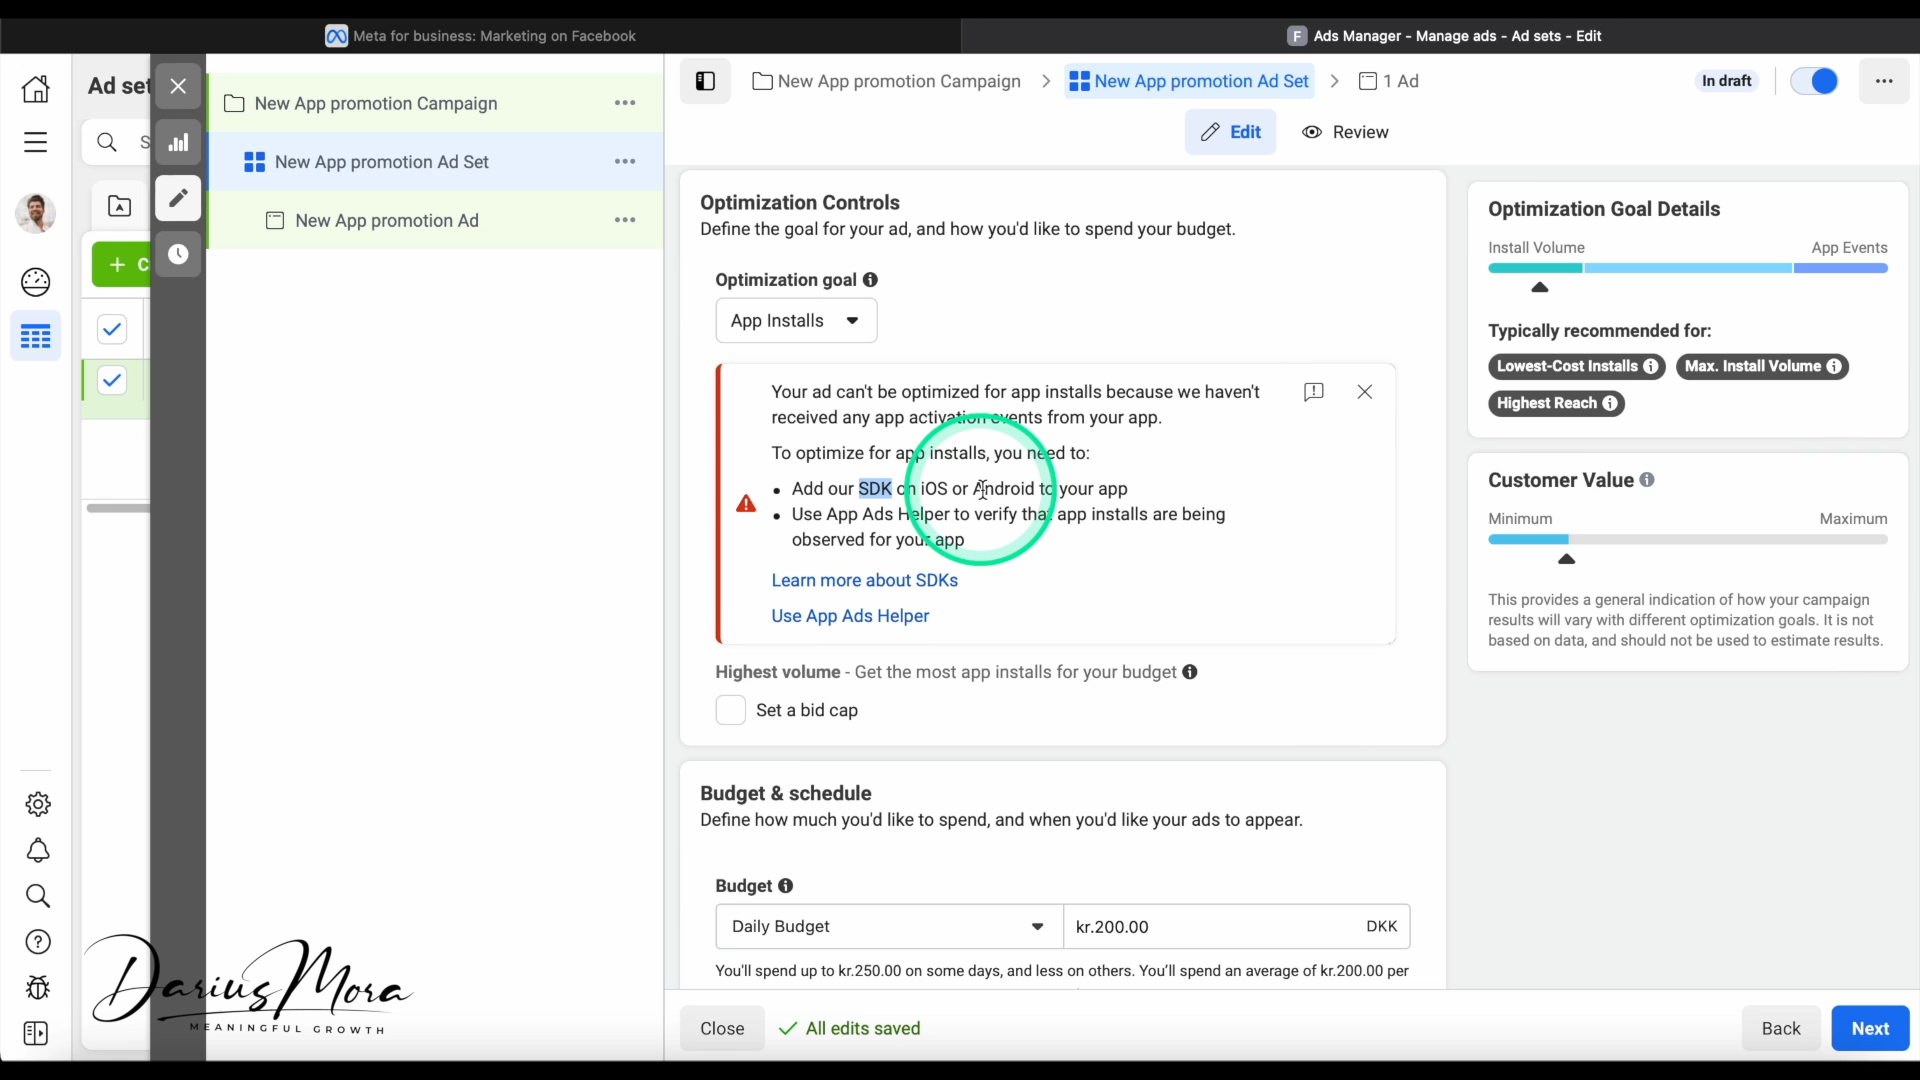 Meta for business: Marketing on Facebook
F Ads Manager - Manage ads - Ad sets - Edit
Ad set
New App promotion Campaign
New App promotion Ad Set
New App promotion Ad
New App promotion Campaign
New App promotion Ad Set
1 Ad
In draft
Edit
Review
Optimization Controls
Define the goal for your ad, and how you'd like to spend your budget.
Optimization goal
App Installs
Your ad can't be optimized for app installs because we haven't
received any app activation events from your app.
To optimize for app installs, you need to:
• Add our SDK on iOS or Android to your app
• Use App Ads Helper to verify that app installs are being
observed for your app
Learn more about SDKs
Use App Ads Helper
Highest volume - Get the most app installs for your budget
Set a bid cap
Budget & schedule
Define how much you'd like to spend, and when you'd like your ads to appear.
Budget
Daily Budget
kr.200.00
DKK
You'll spend up to kr.250.00 on some days, and less on others. You'll spend an average of kr.200.00 per
Close
All edits saved
Back
Next
Optimization Goal Details
Install Volume
App Events
Typically recommended for:
Lowest-Cost Installs
Max. Install Volume
Highest Reach
Customer Value
Minimum
Maximum
This provides a general indication of how your campaign
results will vary with different optimization goals. It is not
based on data, and should not be used to estimate results.
Darius Mora
MEANINGFUL GROWTH